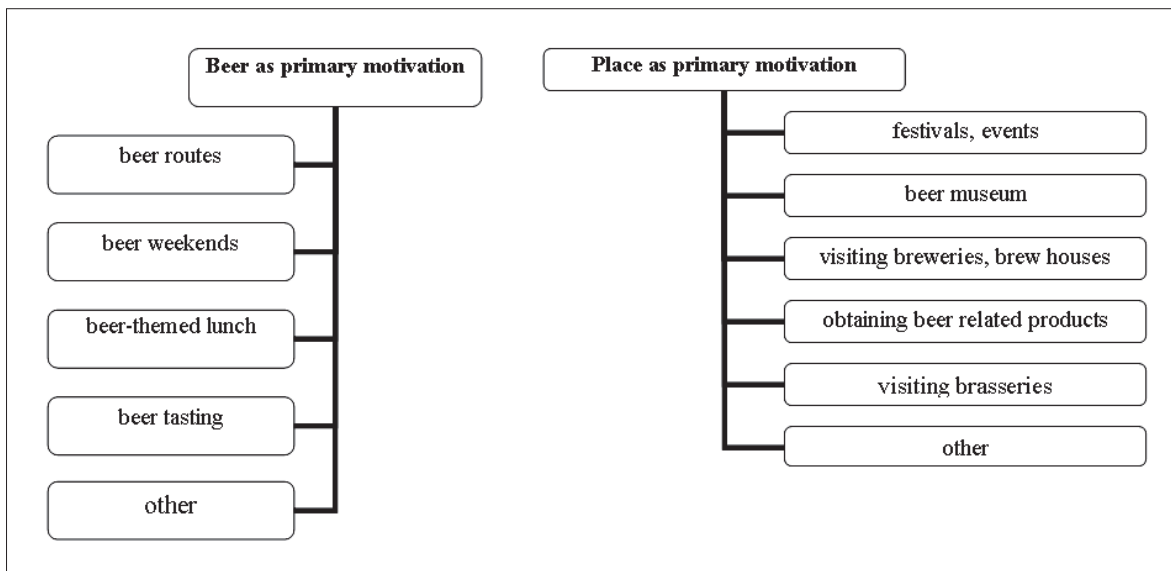 Beer as primary motivation
beer routes
beer weekends
beer-themed lunch
beer tasting
other
Place as primary motivation
festivals, events
beer museum
visiting breweries, brew houses
obtaining beer related products
visiting brasseries
other